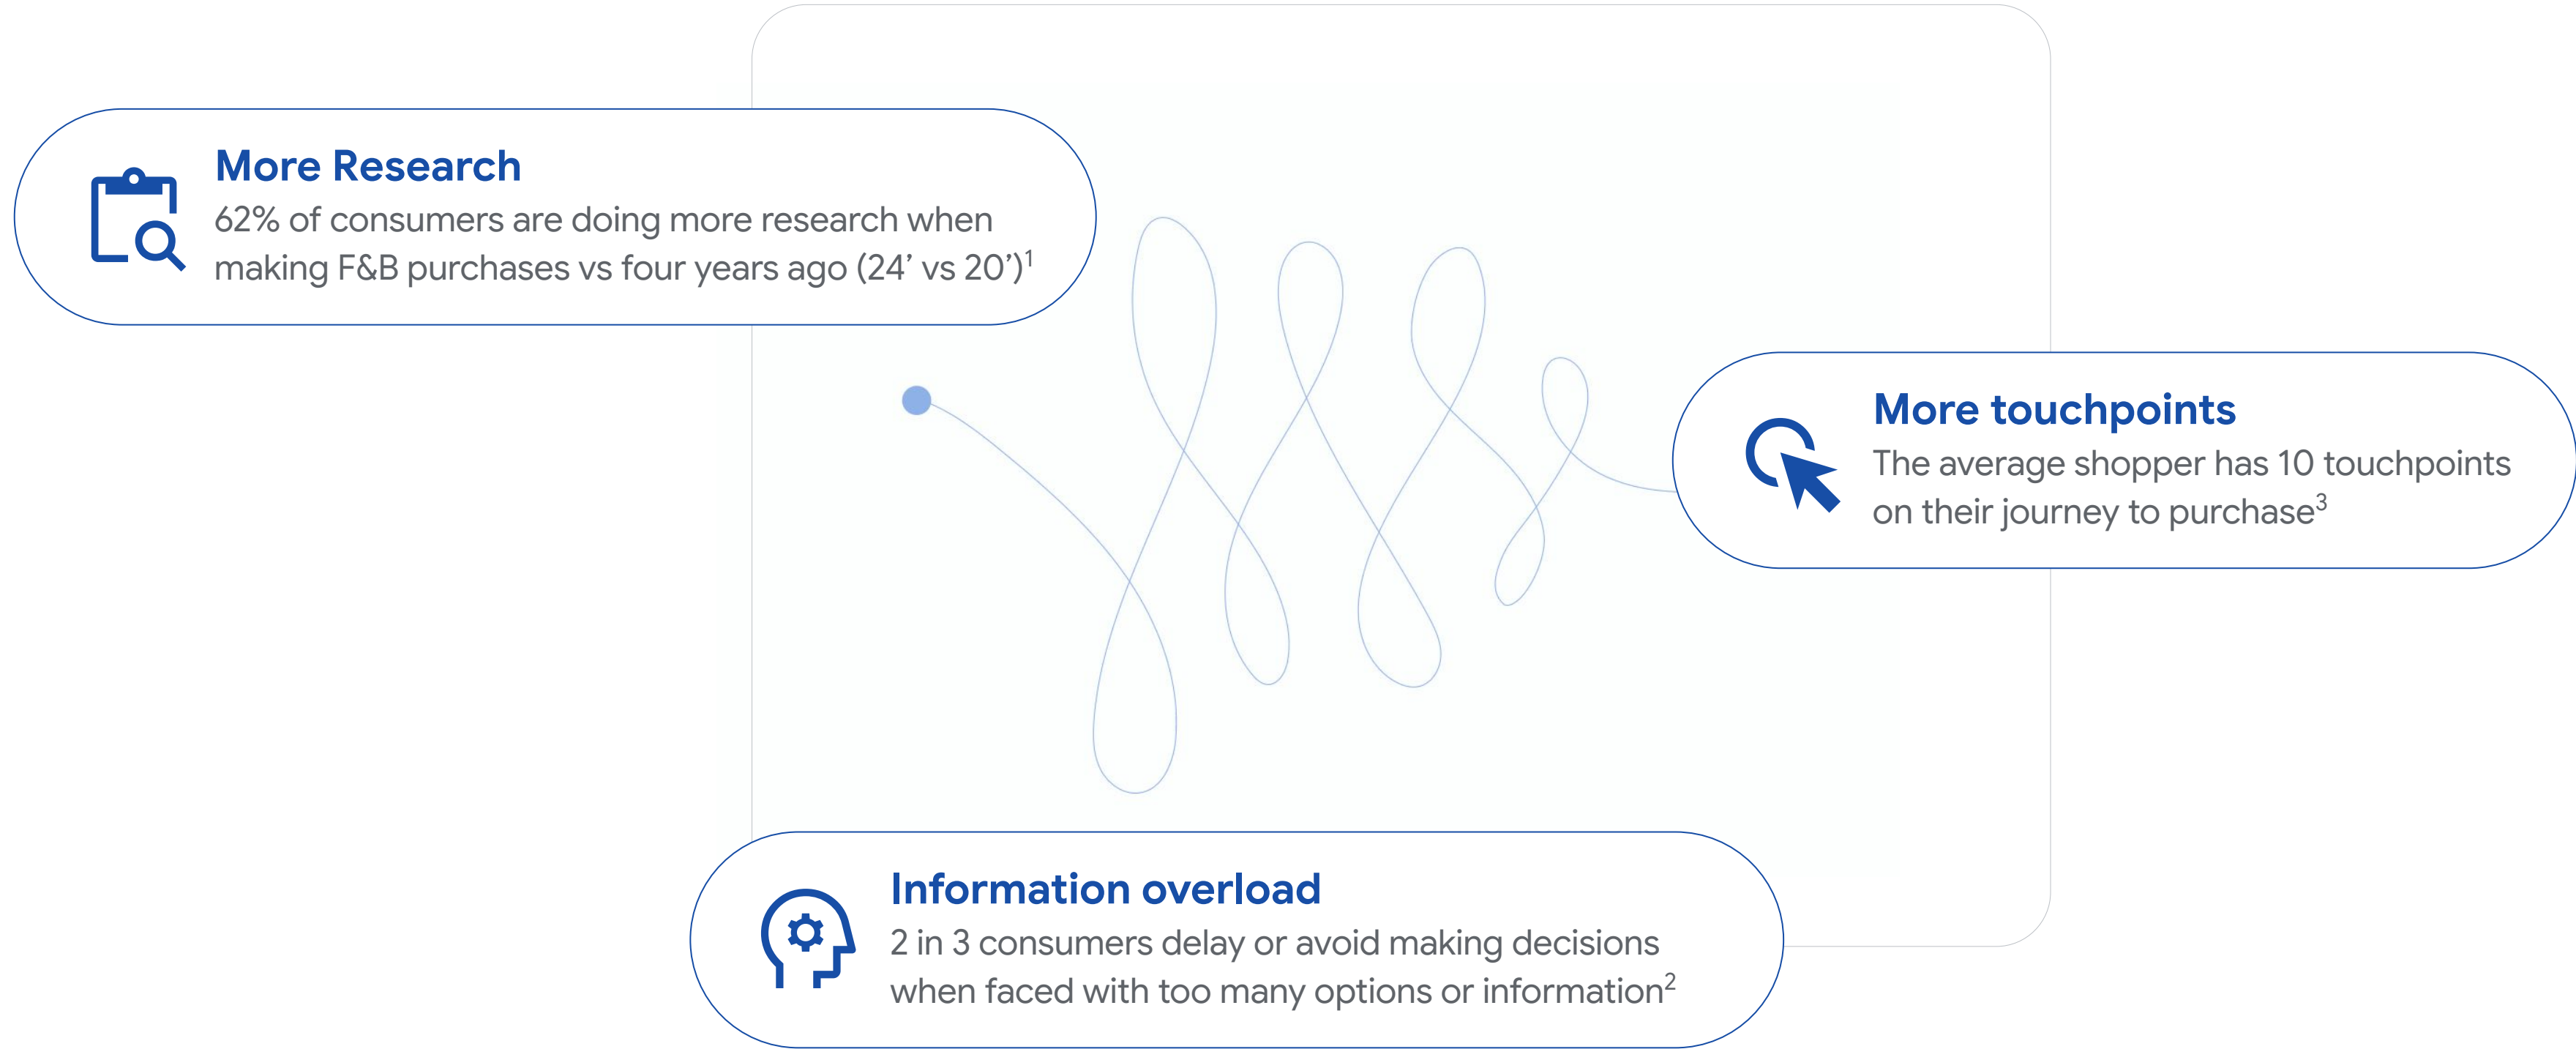 More Research
62% of consumers are doing more research when
making F&B purchases vs four years ago (24’ vs 20’)¹
More touchpoints
The average shopper has 10 touchpoints
on their journey to purchase³
Information overload
2 in 3 consumers delay or avoid making decisions
when faced with too many options or information²